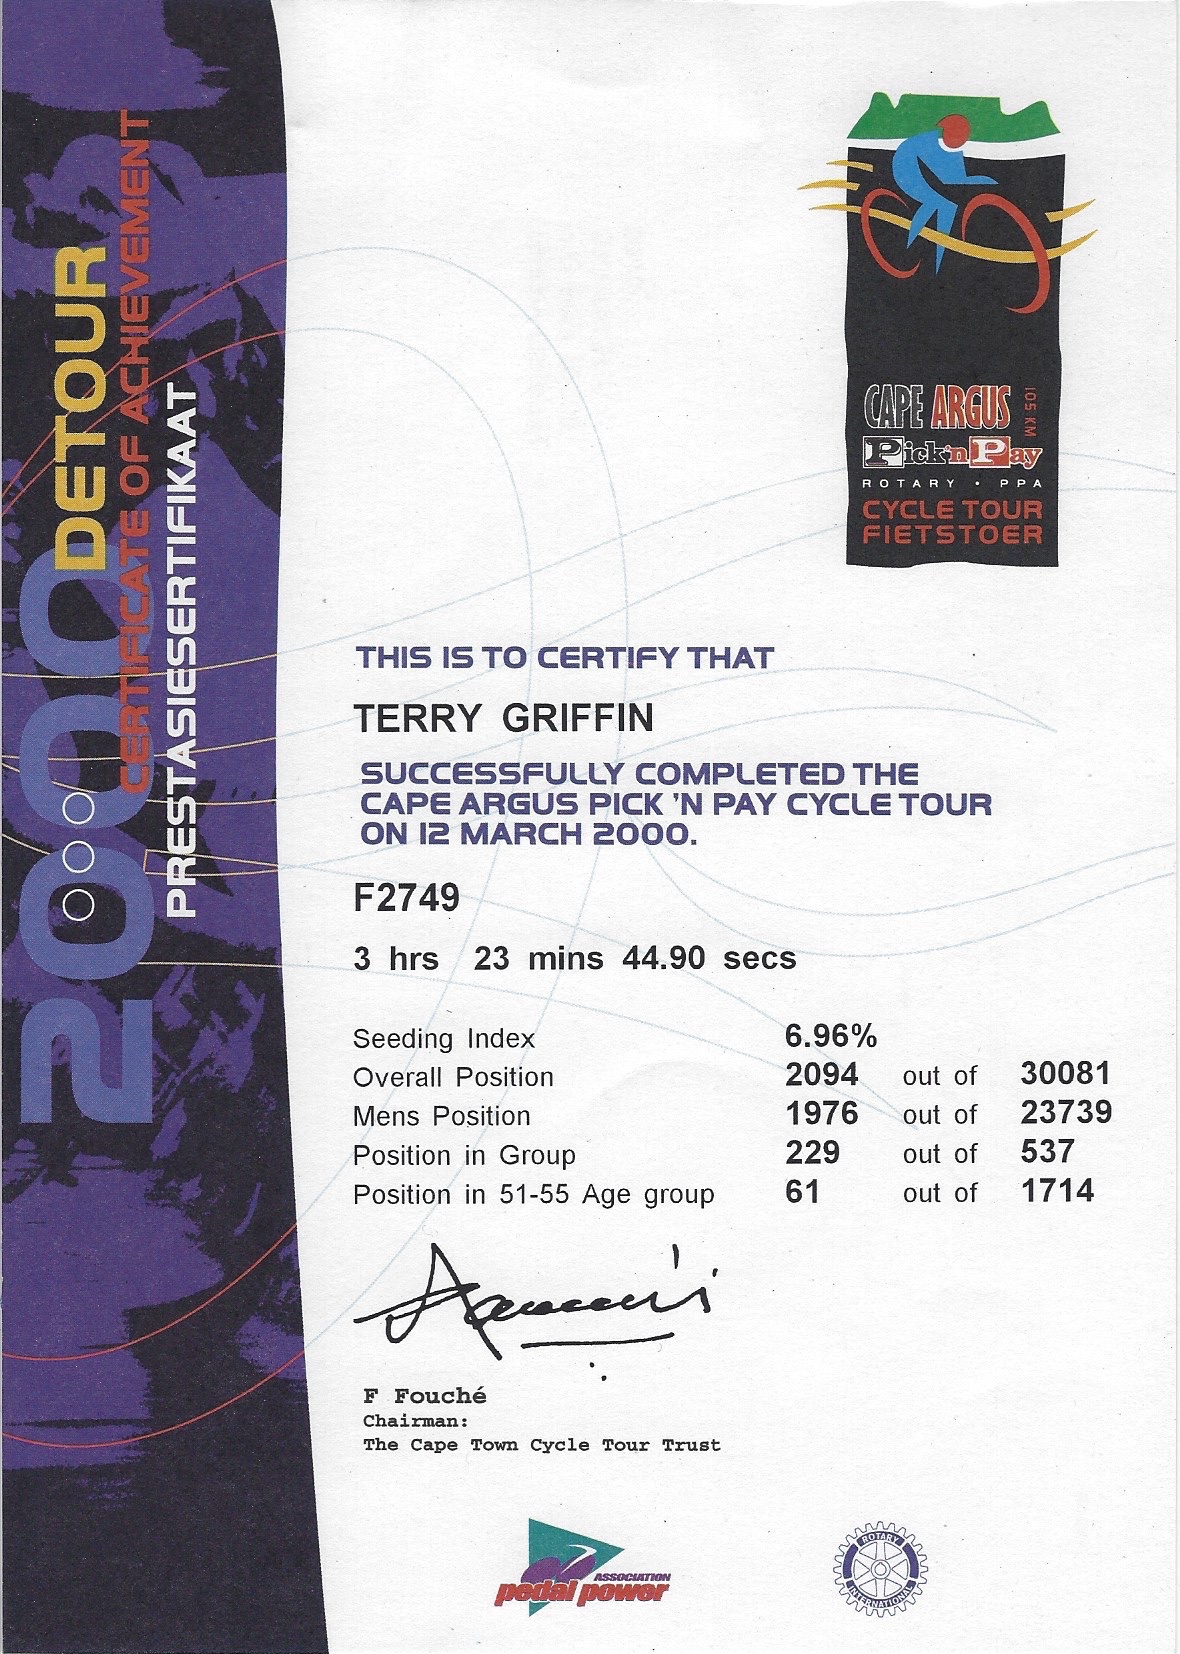 2000 DETOUR
CERTIFICATE OF ACHIEVEMENT
PRESTASIESERTIFIKAAT
CAPE ARGUS 105 KM
Pick'n Pay
ROTARY • PPA
CYCLE TOUR
FIETSTOER
THIS IS TO CERTIFY THAT
TERRY GRIFFIN
SUCCESSFULLY COMPLETED THE
CAPE ARGUS PICK 'N PAY CYCLE TOUR
ON 12 MARCH 2000.
F2749
3 hrs 23 mins 44.90 secs
Seeding Index 6.96%
Overall Position 2094 out of 30081
Mens Position 1976 out of 23739
Position in Group 229 out of 537
Position in 51-55 Age group 61 out of 1714
F Fouché
Chairman:
The Cape Town Cycle Tour Trust
ASSOCIATION
pedal power
ROTARY
INTERNATIONAL